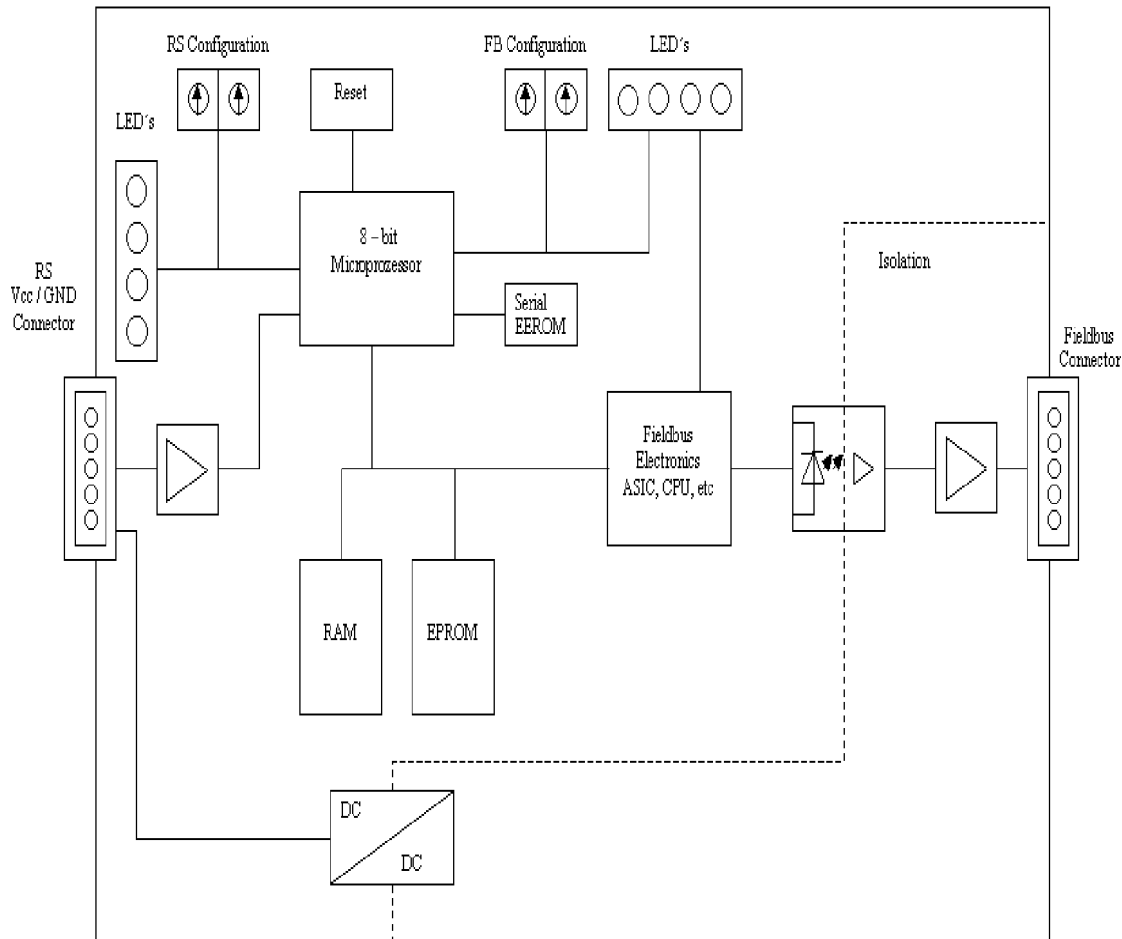 RS Configuration
FB Configuration
LED´s
Reset
LED´s
8 – bit
Microprozessor
Isolation
RS
Vcc / GND
Connector
Serial
EEROM
Fieldbus
Connector
Fieldbus
Electronics
ASIC, CPU, etc
RAM
EPROM
DC
DC